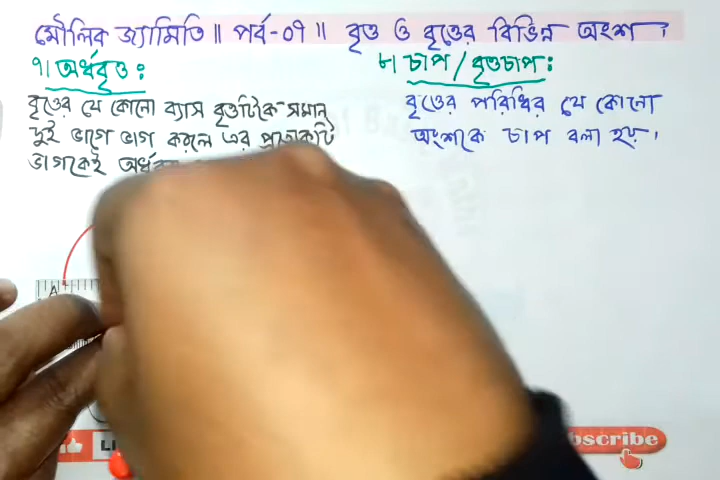 মৌলিক জ্যামিতি ॥ পর্ব-০৭ ॥ বৃত্ত ও বৃত্তের বিভিন্ন অংশ ?
৭। অর্ধবৃত্ত :
বৃত্তের যে কোনো ব্যাস বৃত্তটিকে সমান
দুই ভাগে ভাগ করলে এর প্রত্যেকটি
ভাগকেই
৮। চাপ / বৃত্তচাপ :
বৃত্তের পরিধির যে কোনো
অংশকে চাপ বলা হয়।
A